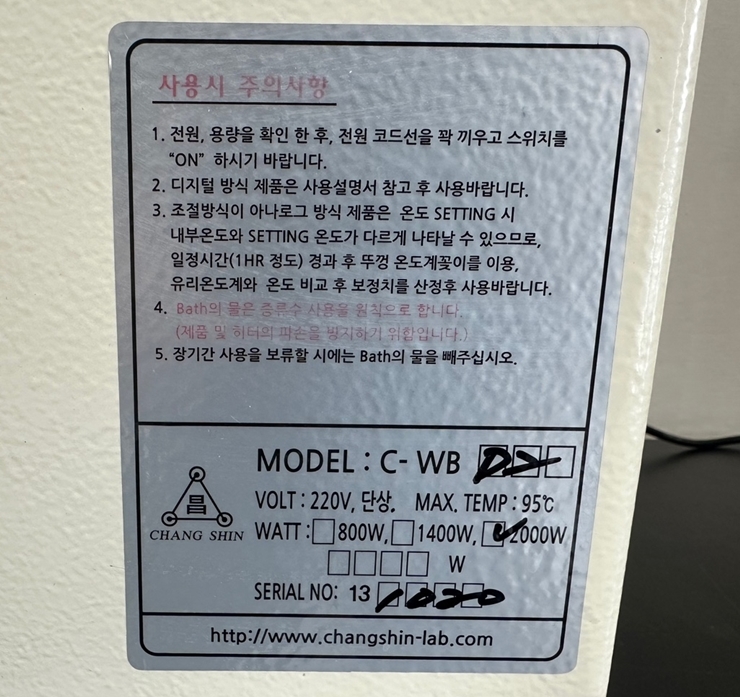 사용시 주의사항
1. 전원, 용량을 확인 한 후, 전원 코드선을 꽉 끼우고 스위치를
“ON” 하시기 바랍니다.
2. 디지털 방식 제품은 사용설명서 참고 후 사용바랍니다.
3. 조절방식이 아나로그 방식 제품은 온도 SETTING 시
내부온도와 SETTING 온도가 다르게 나타날 수 있으므로,
일정시간(1HR 정도) 경과 후 뚜껑 온도계꽂이를 이용,
유리온도계와 온도 비교 후 보정치를 산정후 사용바랍니다.
4. Bath의 물은 증류수 사용을 원칙으로 합니다.
(제품 및 히터의 파손을 방지하기 위함입니다.)
5. 장기간 사용을 보류할 시에는 Bath의 물을 빼주십시오.
MODEL : C- WB
昌
CHANG SHIN
VOLT : 220V, 단상, MAX. TEMP : 95℃
WATT : □800W, □1400W, ☑2000W
□□□□ W
SERIAL NO: 13 1020
http://www.changshin-lab.com